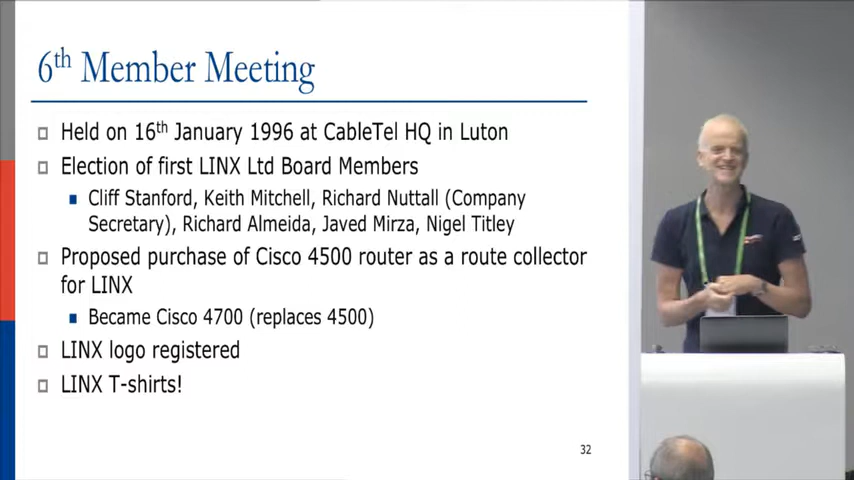 6th Member Meeting
Held on 16th January 1996 at CableTel HQ in Luton
Election of first LINX Ltd Board Members
Cliff Stanford, Keith Mitchell, Richard Nuttall (Company
Secretary), Richard Almeida, Javed Mirza, Nigel Titley
Proposed purchase of Cisco 4500 router as a route collector
for LINX
Became Cisco 4700 (replaces 4500)
LINX logo registered
LINX T-shirts!
32